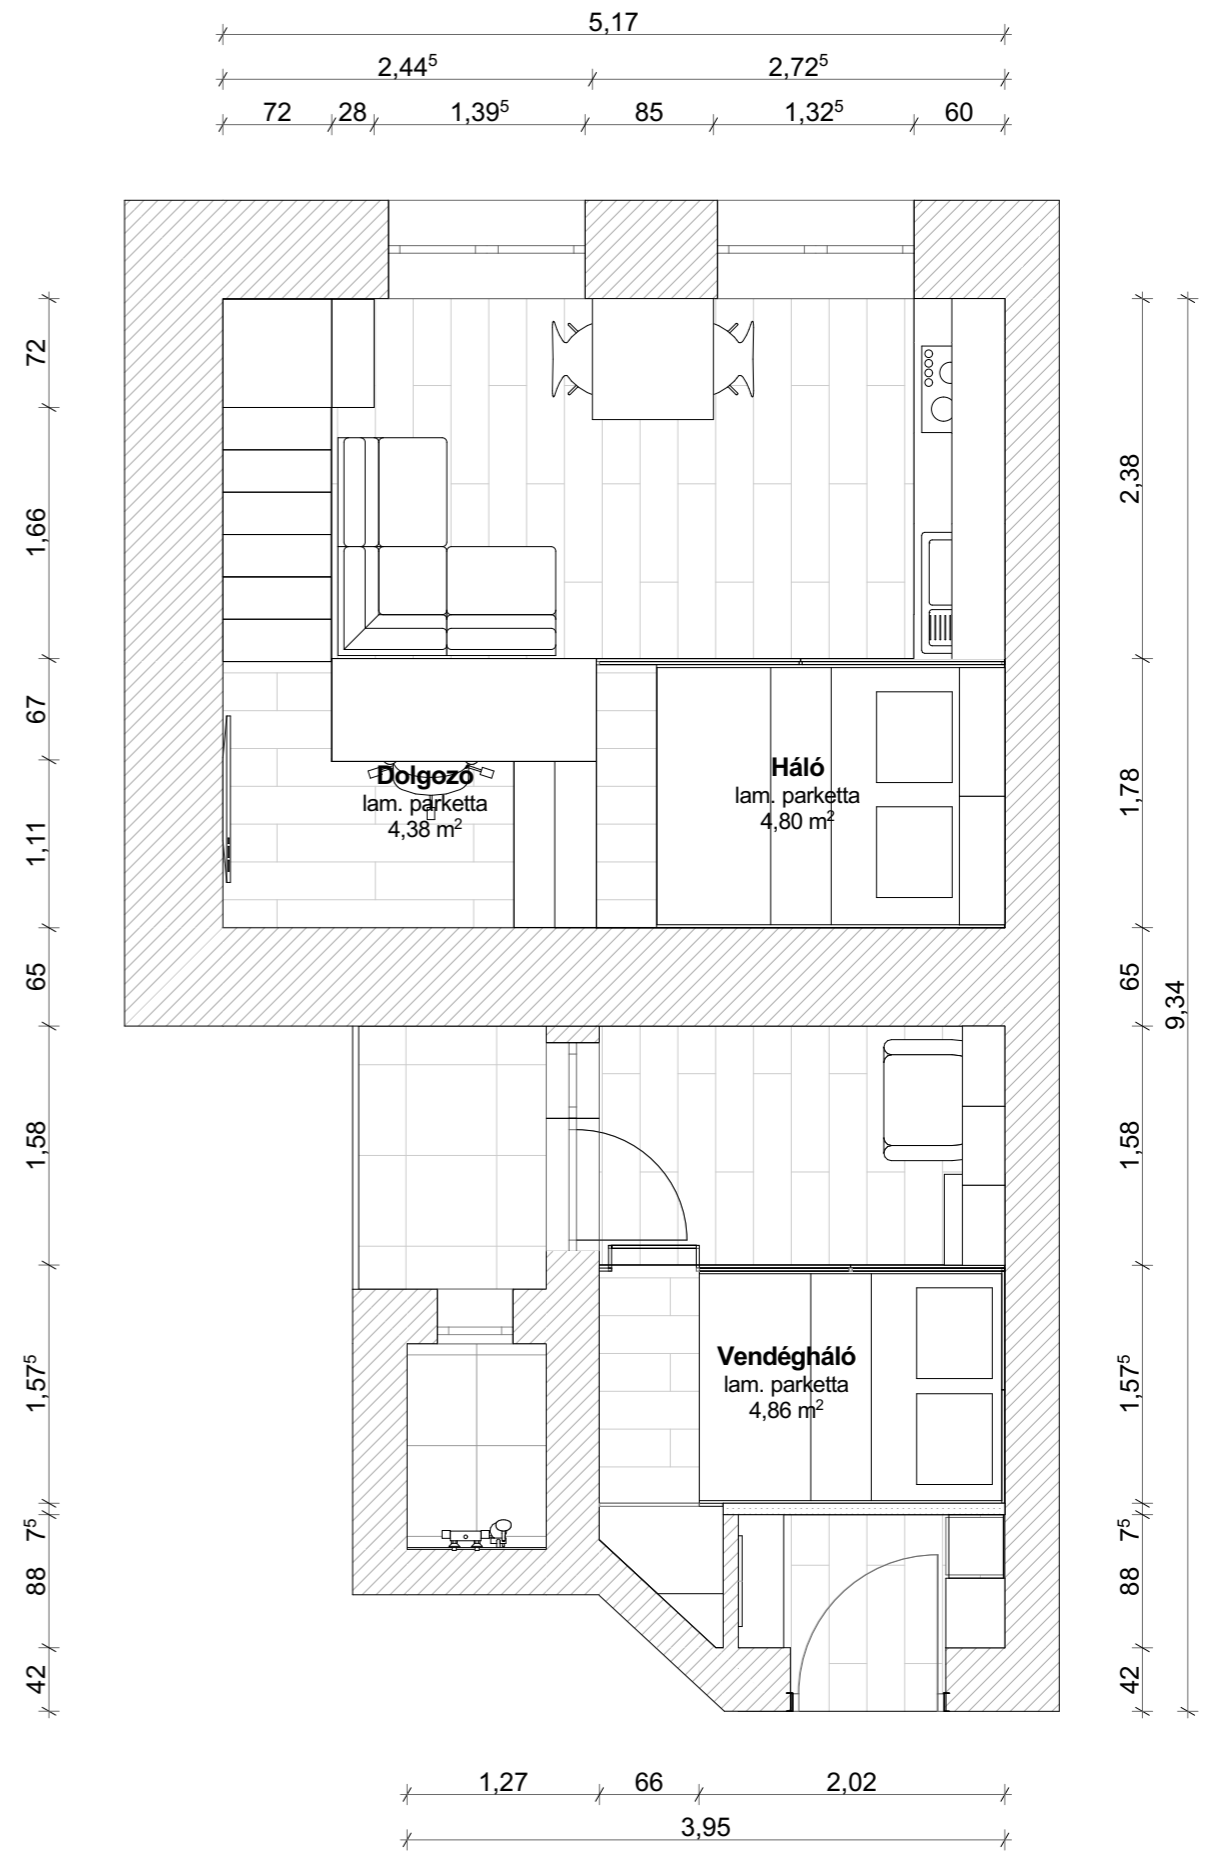 5,17
2,44⁵ 2,72⁵
72 28 1,39⁵ 85 1,32⁵ 60
72
1,66
67
1,11
65
1,58
1,57⁵
7⁵
88
42
Dolgozó
lam. parketta
4,38 m²
Háló
lam. parketta
4,80 m²
Vendégháló
lam. parketta
4,86 m²
2,38
1,78
65
1,58
1,57⁵
7⁵
88
42
9,34
1,27 66 2,02
3,95